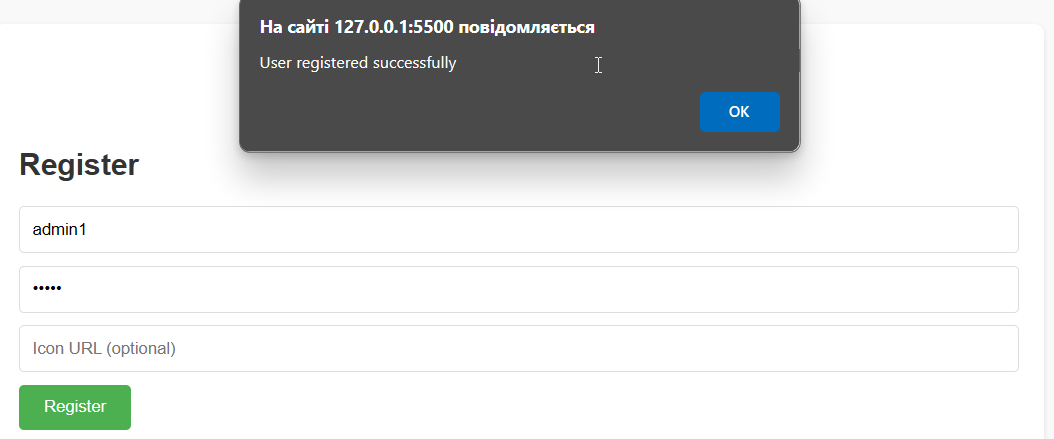 На сайті 127.0.0.1:5500 повідомляється
User registered successfully
OK
Register
admin1
•••••
Icon URL (optional)
Register